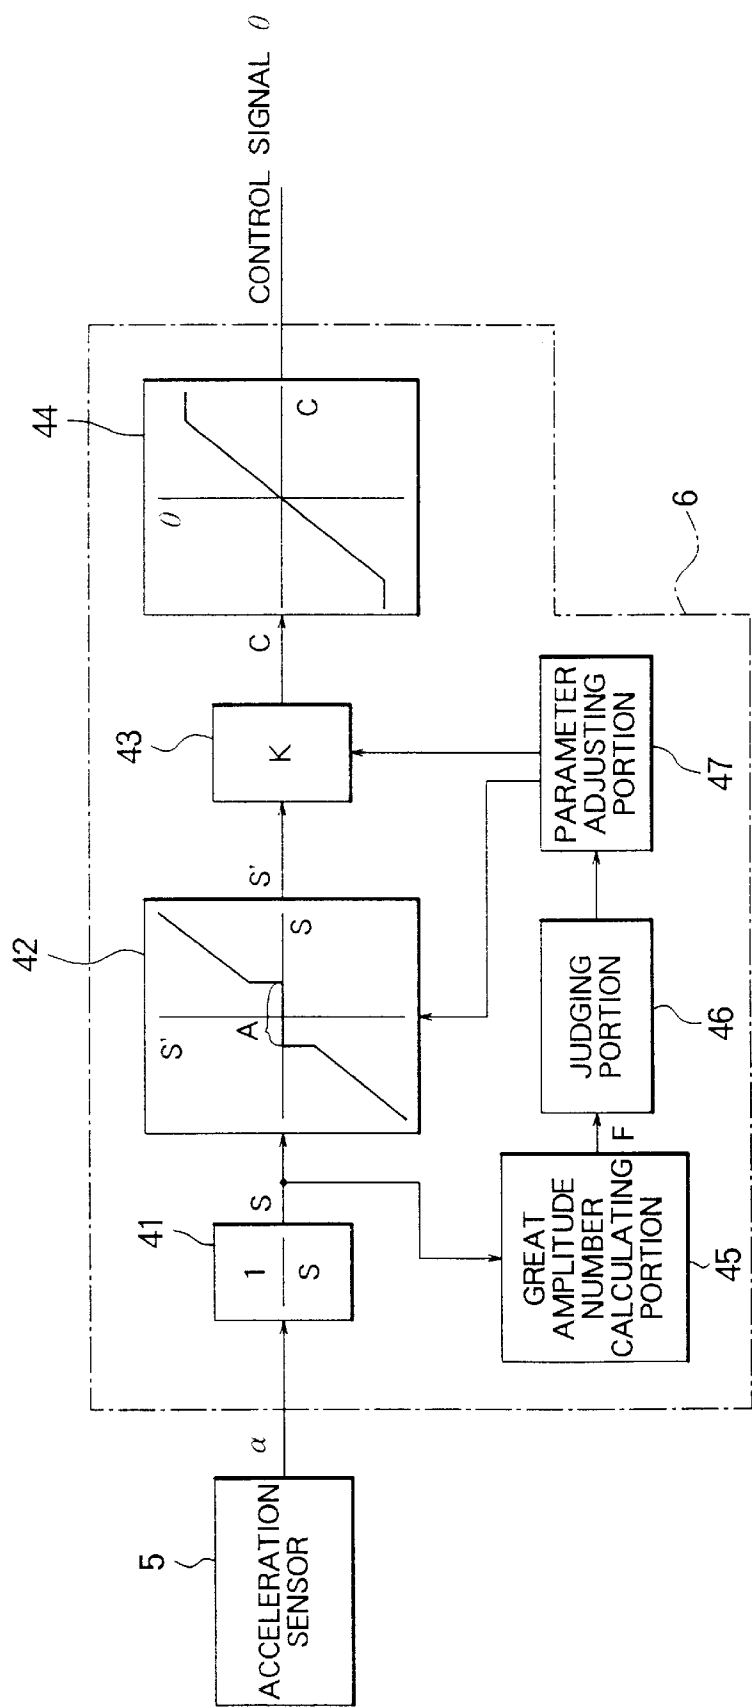 5
ACCELERATION
SENSOR
α
41
1
S
S
42
S'
A
S
S'
43
K
C
44
θ
C
CONTROL SIGNAL θ
GREAT
AMPLITUDE
NUMBER
CALCULATING
PORTION
45
F
JUDGING
PORTION
46
PARAMETER
ADJUSTING
PORTION
47
6